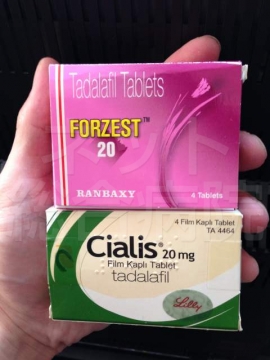 Tadalafil Tablets
FORZEST™
20
RANBAXY
4 Tablets
4 Film Kaplı Tablet
TA 4464
Cialis® 20 mg
Film Kaplı Tablet
tadalafil
Lilly